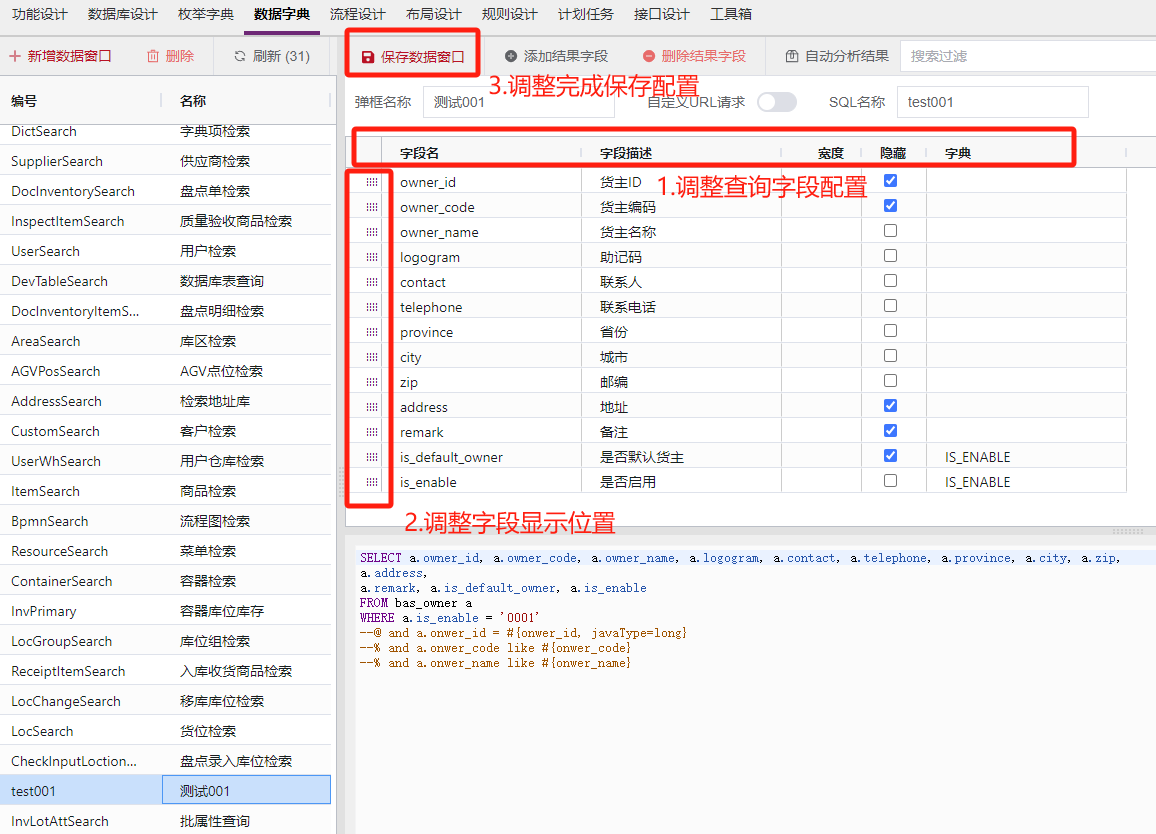 功能设计 数据库设计 枚举字典 数据字典 流程设计 布局设计 规则设计 计划任务 接口设计 工具箱
新增数据窗口 删除 刷新 (31) 保存数据窗口 添加结果字段 删除结果字段 自动分析结果 搜索过滤
3.调整完成保存配置
编号 名称
弹框名称 测试001 自定义URL请求 SQL名称 test001
DictSearch 字典项检索
SupplierSearch 供应商检索
DocInventorySearch 盘点单检索
InspectItemSearch 质量验收商品检索
UserSearch 用户检索
DevTableSearch 数据库表查询
DocInventoryItemS... 盘点明细检索
AreaSearch 库区检索
AGVPosSearch AGV点位检索
AddressSearch 检索地址库
CustomSearch 客户检索
UserWhSearch 用户仓库检索
ItemSearch 商品检索
BpmnSearch 流程图检索
ResourceSearch 菜单检索
ContainerSearch 容器检索
InvPrimary 容器库位库存
LocGroupSearch 库位组检索
ReceiptItemSearch 入库收货商品检索
LocChangeSearch 移库库位检索
LocSearch 货位检索
CheckInputLoction... 盘点录入库位检索
test001 测试001
InvLotAttSearch 批属性查询
字段名 字段描述 宽度 隐藏 字典
owner_id 货主ID
1.调整查询字段配置
owner_code 货主编码
owner_name 货主名称
logogram 助记码
contact 联系人
telephone 联系电话
province 省份
city 城市
zip 邮编
address 地址
remark 备注
is_default_owner 是否默认货主 IS_ENABLE
is_enable 是否启用 IS_ENABLE
2.调整字段显示位置
SELECT a.owner_id, a.owner_code, a.owner_name, a.logogram, a.contact, a.telephone, a.province, a.city, a.zip,
a.address,
a.remark, a.is_default_owner, a.is_enable
FROM bas_owner a
WHERE a.is_enable = '0001'
--@ and a.onwer_id = #{onwer_id, javaType=long}
--% and a.onwer_code like #{onwer_code}
--% and a.onwer_name like #{onwer_name}